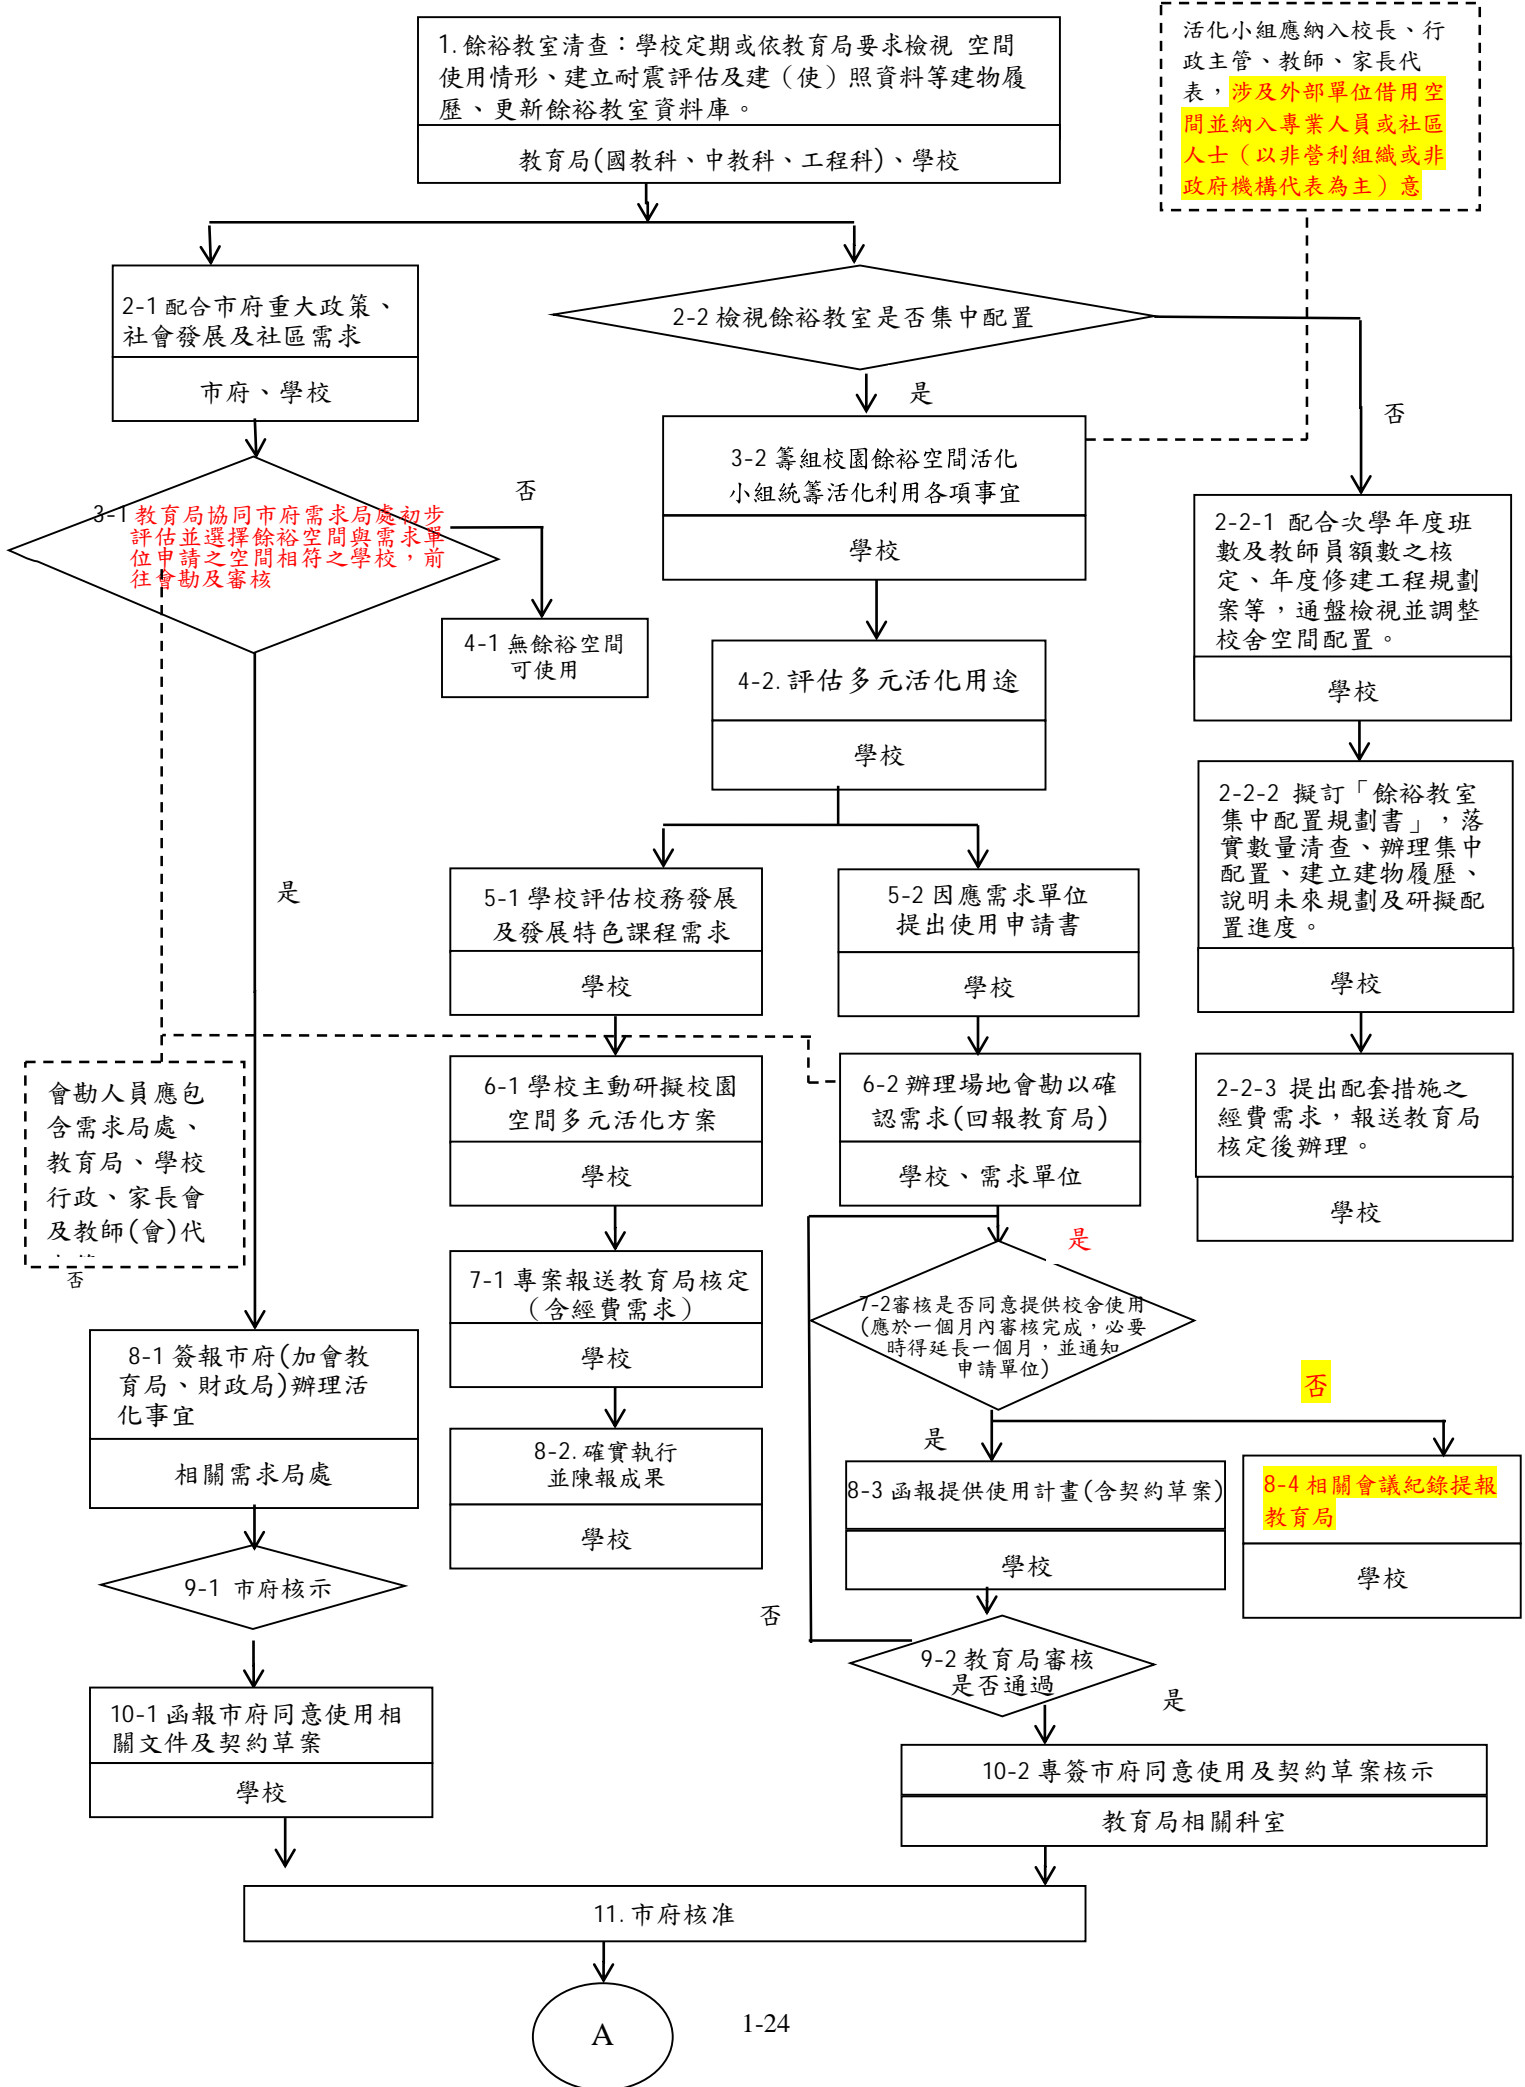 1.餘裕教室清查：學校定期或依教育局要求檢視 空間
使用情形、建立耐震評估及建（使）照資料等建物履
歷、更新餘裕教室資料庫。
教育局(國教科、中教科、工程科)、學校
活化小組應納入校長、行
政主管、教師、家長代
表，涉及外部單位借用空
間並納入專業人員或社區
人士（以非營利組織或非
政府機構代表為主）意
2-1 配合市府重大政策、
社會發展及社區需求
市府、學校
2-2 檢視餘裕教室是否集中配置
是
否
3-1 教育局協同市府需求局處初步
評估並選擇餘裕空間與需求單
位申請之空間相符之學校，前
往會勘及審核
否
4-1 無餘裕空間
可使用
3-2 籌組校園餘裕空間活化
小組統籌活化利用各項事宜
學校
2-2-1 配合次學年度班
數及教師員額數之核
定、年度修建工程規劃
案等，通盤檢視並調整
校舍空間配置。
學校
4-2.評估多元活化用途
學校
2-2-2 擬訂「餘裕教室
集中配置規劃書」，落
實數量清查、辦理集中
配置、建立建物履歷、
說明未來規劃及研擬配
置進度。
學校
是
5-1 學校評估校務發展
及發展特色課程需求
學校
5-2 因應需求單位
提出使用申請書
學校
會勘人員應包
含需求局處、
教育局、學校
行政、家長會
及教師(會)代
否
6-1 學校主動研擬校園
空間多元活化方案
學校
6-2 辦理場地會勘以確
認需求(回報教育局)
學校、需求單位
2-2-3 提出配套措施之
經費需求，報送教育局
核定後辦理。
學校
是
7-1 專案報送教育局核定
（含經費需求）
學校
7-2審核是否同意提供校舍使用
(應於一個月內審核完成，必要
時得延長一個月，並通知
申請單位)
否
是
8-1 簽報市府(加會教
育局、財政局)辦理活
化事宜
相關需求局處
8-2.確實執行
並陳報成果
學校
8-3 函報提供使用計畫(含契約草案)
學校
8-4 相關會議紀錄提報
教育局
學校
9-1 市府核示
否
9-2 教育局審核
是否通過
是
10-1 函報市府同意使用相
關文件及契約草案
學校
10-2 專簽市府同意使用及契約草案核示
教育局相關科室
11.市府核准
A
1-24